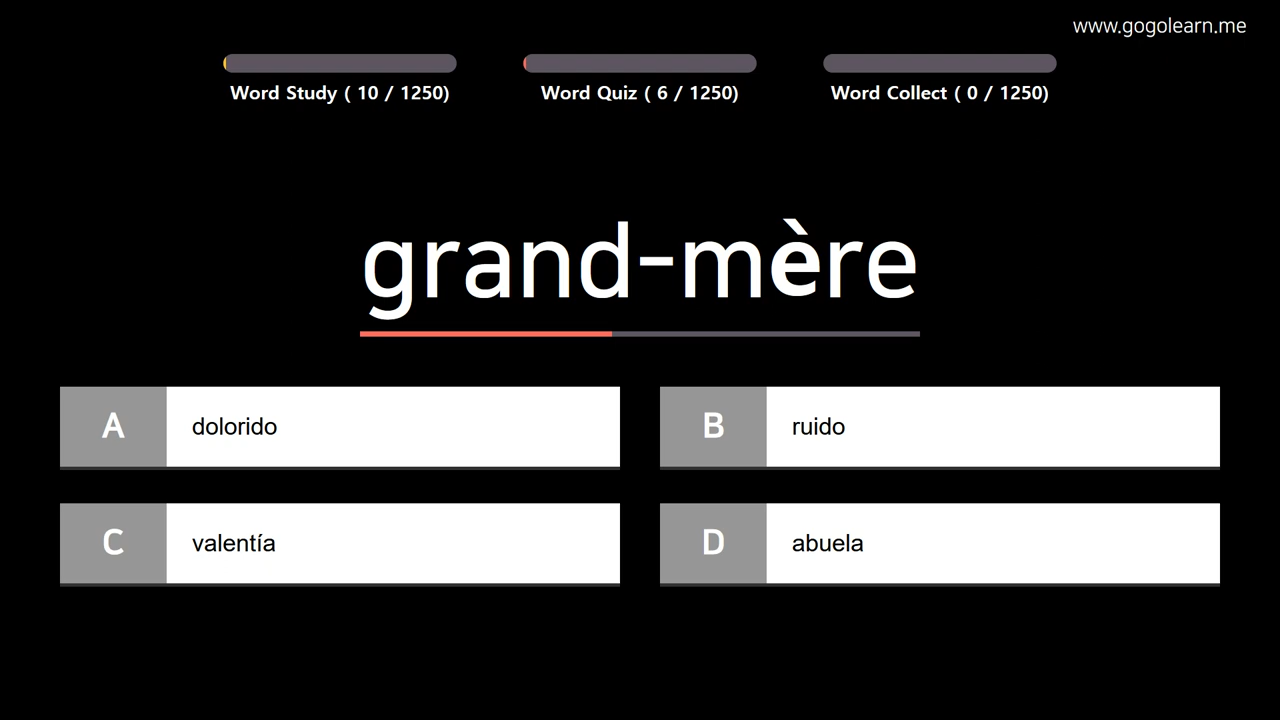 www.gogolearn.me
Word Study ( 10 / 1250)
Word Quiz ( 6 / 1250)
Word Collect ( 0 / 1250)
grand-mère
A dolorido
B ruido
C valentía
D abuela